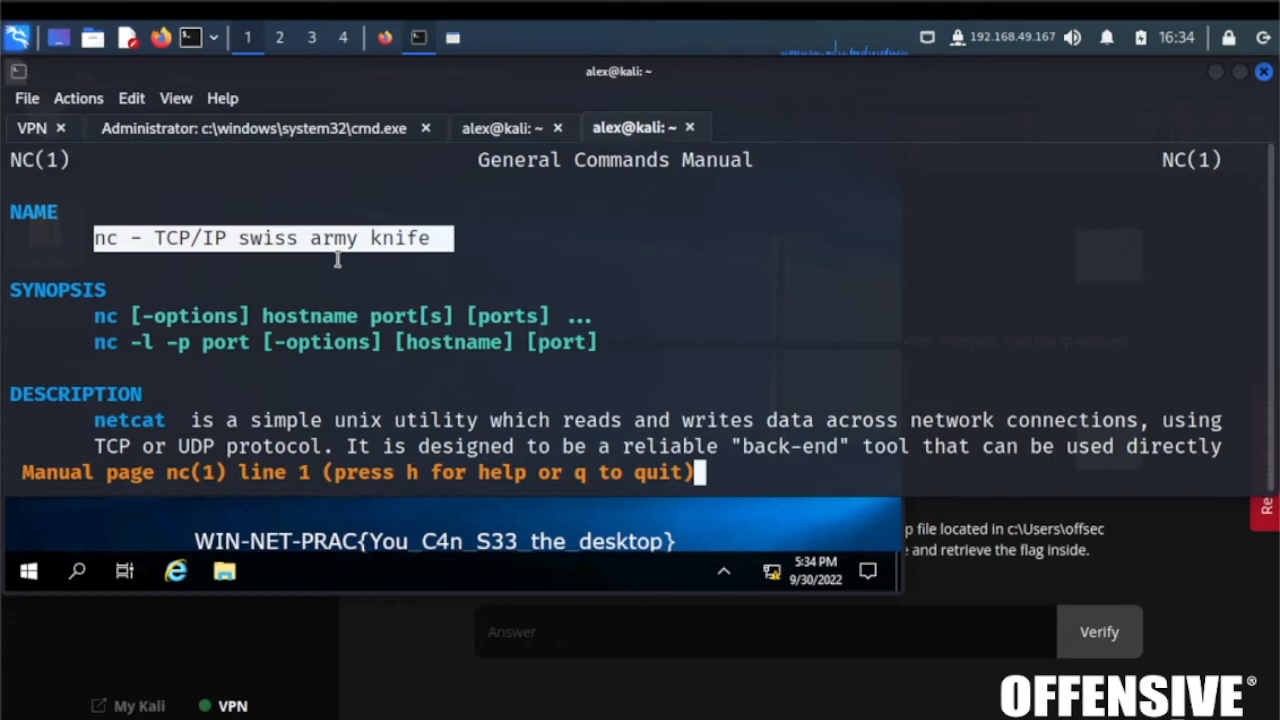 1 2 3 4 192.168.49.167 16:34
alex@kali: ~
File Actions Edit View Help
VPN Administrator: c:\windows\system32\cmd.exe alex@kali: ~ alex@kali: ~
NC(1) General Commands Manual NC(1)
NAME
nc - TCP/IP swiss army knife
SYNOPSIS
nc [-options] hostname port[s] [ports] ...
nc -l -p port [-options] [hostname] [port]
DESCRIPTION
netcat is a simple unix utility which reads and writes data across network connections, using
TCP or UDP protocol. It is designed to be a reliable "back-end" tool that can be used directly
Manual page nc(1) line 1 (press h for help or q to quit)
Re
p file located in c:\Users\offsec
e and retrieve the flag inside.
WIN-NET-PRAC{You_C4n_S33_the_desktop}
5:34 PM
9/30/2022
Answer Verify
My Kali VPN
OFFENSIVE®